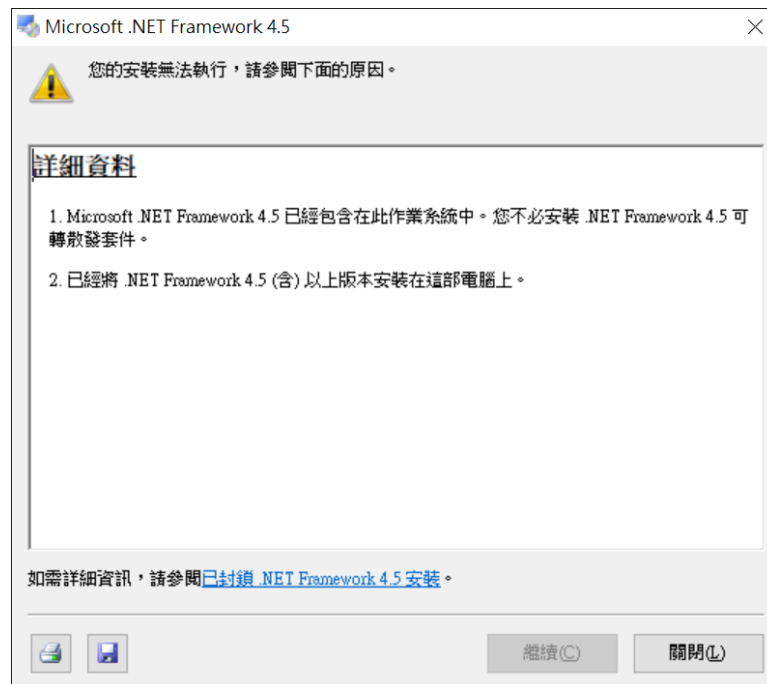 Microsoft .NET Framework 4.5
您的安裝無法執行，請參閱下面的原因。
詳細資料
1. Microsoft .NET Framework 4.5 已經包含在此作業系統中。您不必安裝 .NET Framework 4.5 可
轉散發套件。
2. 已經將 .NET Framework 4.5 (含) 以上版本安裝在這部電腦上。
如需詳細資訊，請參閱已封鎖 .NET Framework 4.5 安裝。
繼續(C)
關閉(L)